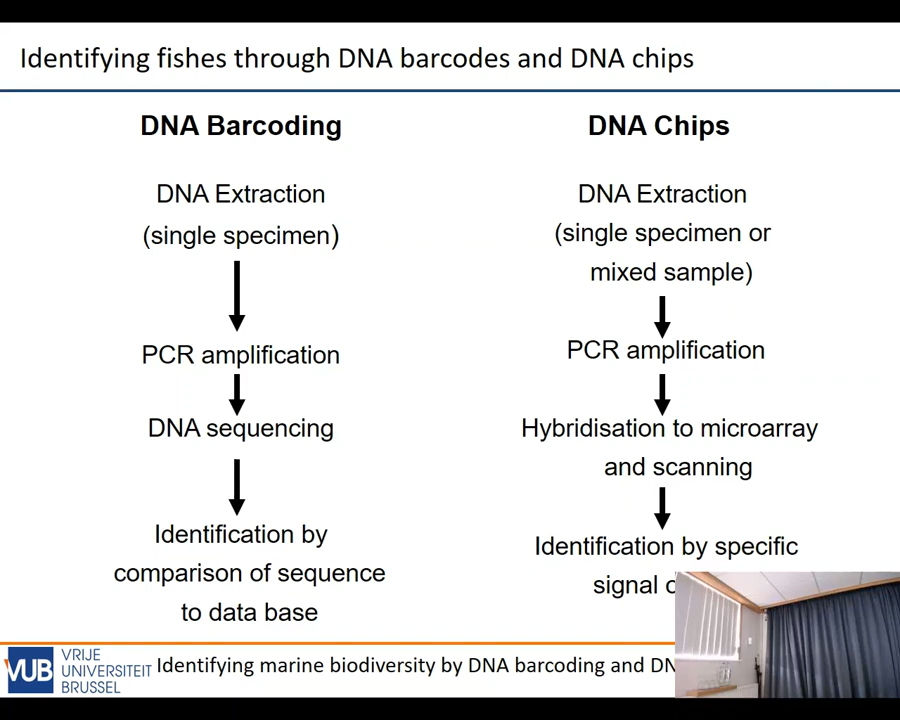 Identifying fishes through DNA barcodes and DNA chips
DNA Barcoding
DNA Extraction
(single specimen)
PCR amplification
DNA sequencing
Identification by
comparison of sequence
to data base
DNA Chips
DNA Extraction
(single specimen or
mixed sample)
PCR amplification
Hybridisation to microarray
and scanning
Identification by specific
signal
VUB
VRIJE
UNIVERSITEIT
BRUSSEL
Identifying marine biodiversity by DNA barcoding and